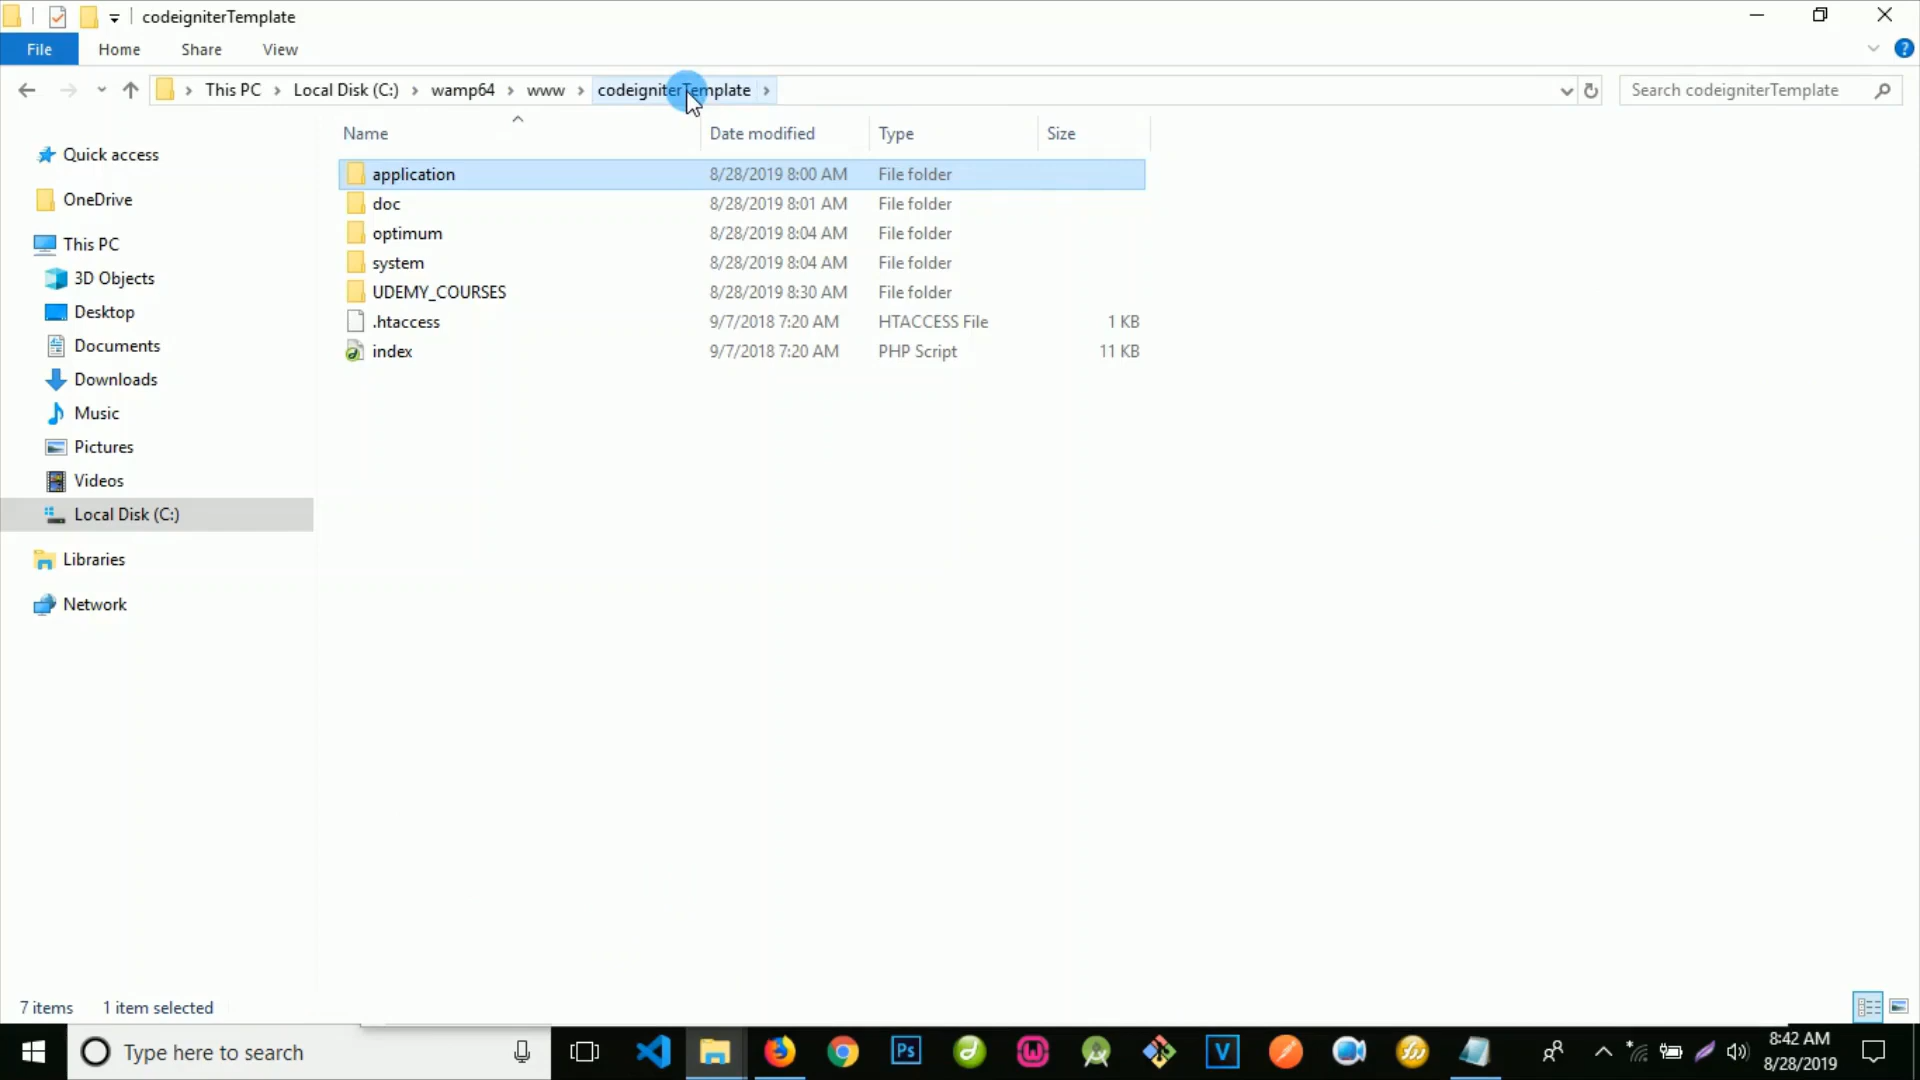 codeigniterTemplate
File Home Share View
This PC Local Disk (C:) wamp64 www codeigniterTemplate
Search codeigniterTemplate
Name Date modified Type Size
Quick access
OneDrive
This PC
3D Objects
Desktop
Documents
Downloads
Music
Pictures
Videos
Local Disk (C:)
Libraries
Network
application 8/28/2019 8:00 AM File folder
doc 8/28/2019 8:01 AM File folder
optimum 8/28/2019 8:04 AM File folder
system 8/28/2019 8:04 AM File folder
UDEMY_COURSES 8/28/2019 8:30 AM File folder
.htaccess 9/7/2018 7:20 AM HTACCESS File 1 KB
index 9/7/2018 7:20 AM PHP Script 11 KB
7 items 1 item selected
Type here to search
Ps
V
8:42 AM
8/28/2019